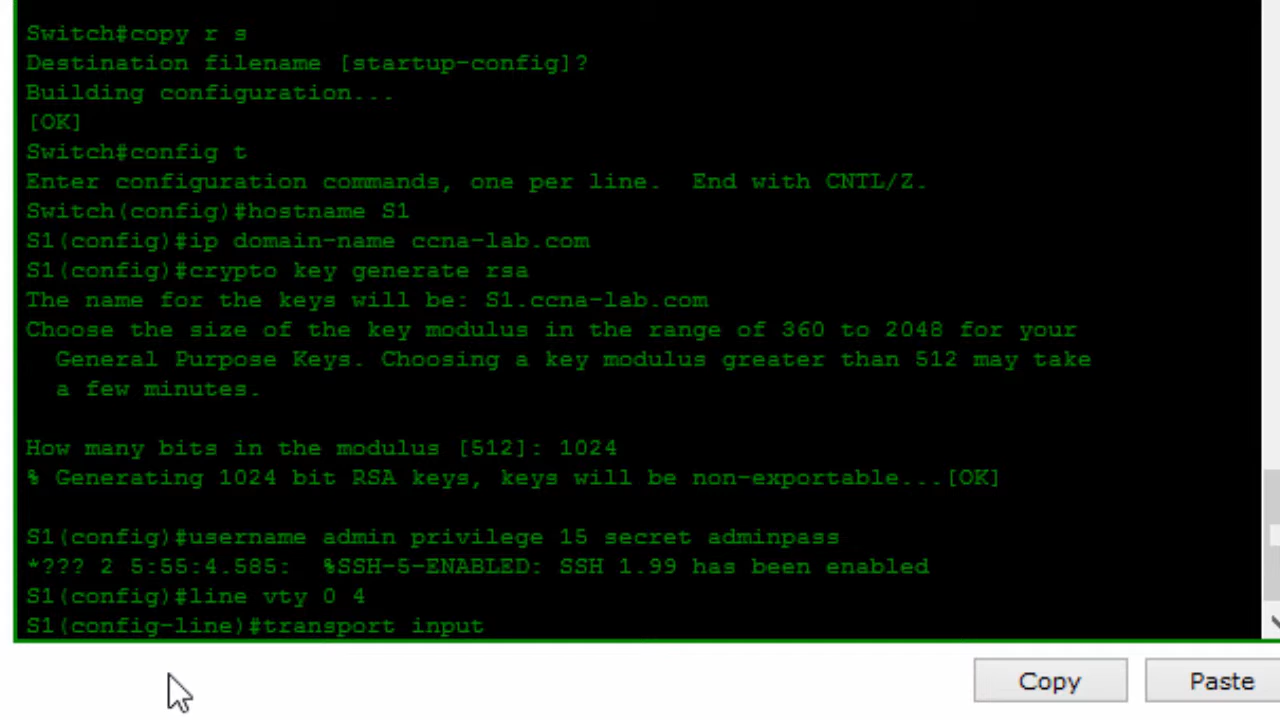 Switch#copy r s
Destination filename [startup-config]?
Building configuration...
[OK]
Switch#config t
Enter configuration commands, one per line.  End with CNTL/Z.
Switch(config)#hostname S1
S1(config)#ip domain-name ccna-lab.com
S1(config)#crypto key generate rsa
The name for the keys will be: S1.ccna-lab.com
Choose the size of the key modulus in the range of 360 to 2048 for your
  General Purpose Keys. Choosing a key modulus greater than 512 may take
  a few minutes.
How many bits in the modulus [512]: 1024
% Generating 1024 bit RSA keys, keys will be non-exportable...[OK]
S1(config)#username admin privilege 15 secret adminpass
*??? 2 5:55:4.585:  %SSH-5-ENABLED: SSH 1.99 has been enabled
S1(config)#line vty 0 4
S1(config-line)#transport input
Copy Paste